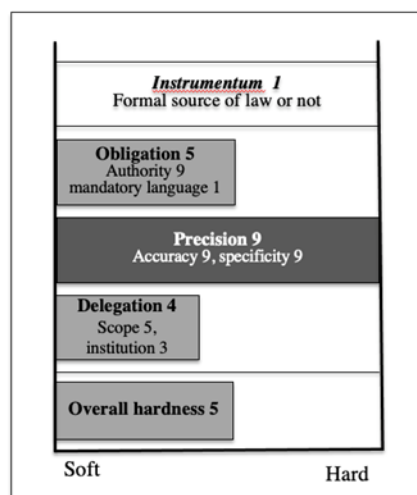 Instrumentum 1
Formal source of law or not
Obligation 5
Authority 9
mandatory language 1
Precision 9
Accuracy 9, specificity 9
Delegation 4
Scope 5,
institution 3
Overall hardness 5
Soft
Hard